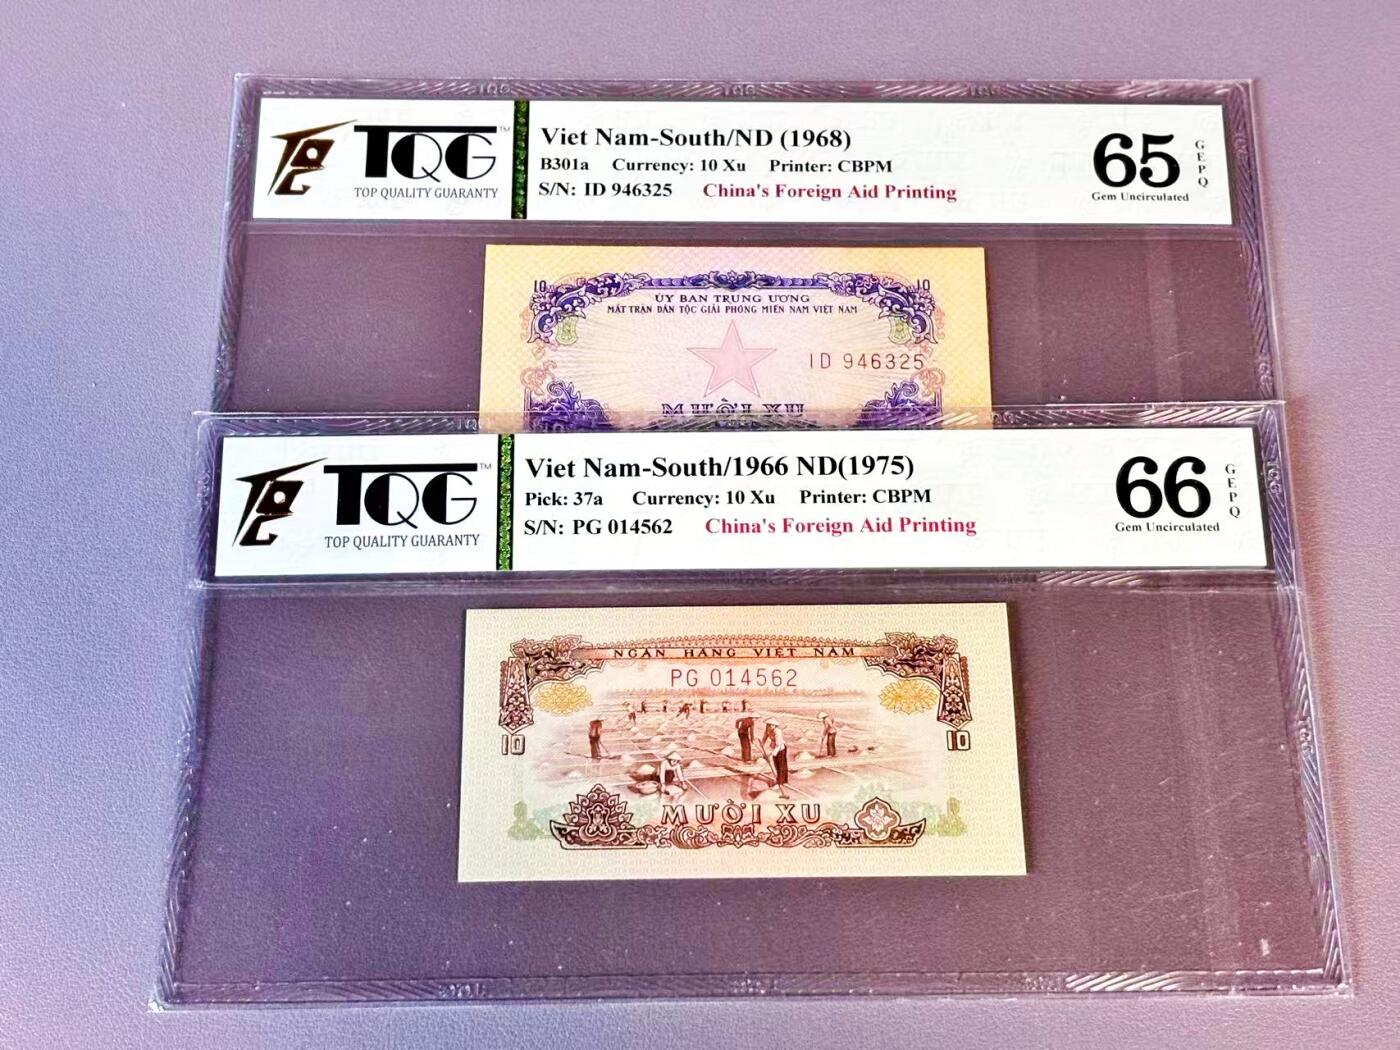 TQG™
TOP QUALITY GUARANTY
Viet Nam-South/ND (1968)
B301a Currency: 10 Xu Printer: CBPM
S/N: ID 946325 China's Foreign Aid Printing
65
Gem Uncirculated
GEPQ
10 10
ỦY BAN TRUNG ƯƠNG
MẶT TRẬN DÂN TỘC GIẢI PHÓNG MIỀN NAM VIỆT NAM
ID 946325
MƯỜI XU
TQG™
TOP QUALITY GUARANTY
Viet Nam-South/1966 ND(1975)
Pick: 37a Currency: 10 Xu Printer: CBPM
S/N: PG 014562 China's Foreign Aid Printing
66
Gem Uncirculated
GEPQ
NGÂN HÀNG VIỆT NAM
PG 014562
10 10
MƯỜI XU